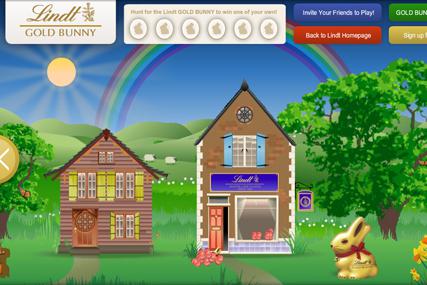 Lindt
GOLD BUNNY
Hunt for the Lindt GOLD BUNNY to win one of your own!
Invite Your Friends to Play!
GOLD BUN
Back to Lindt Homepage
Sign up f
Lindt
Lindt